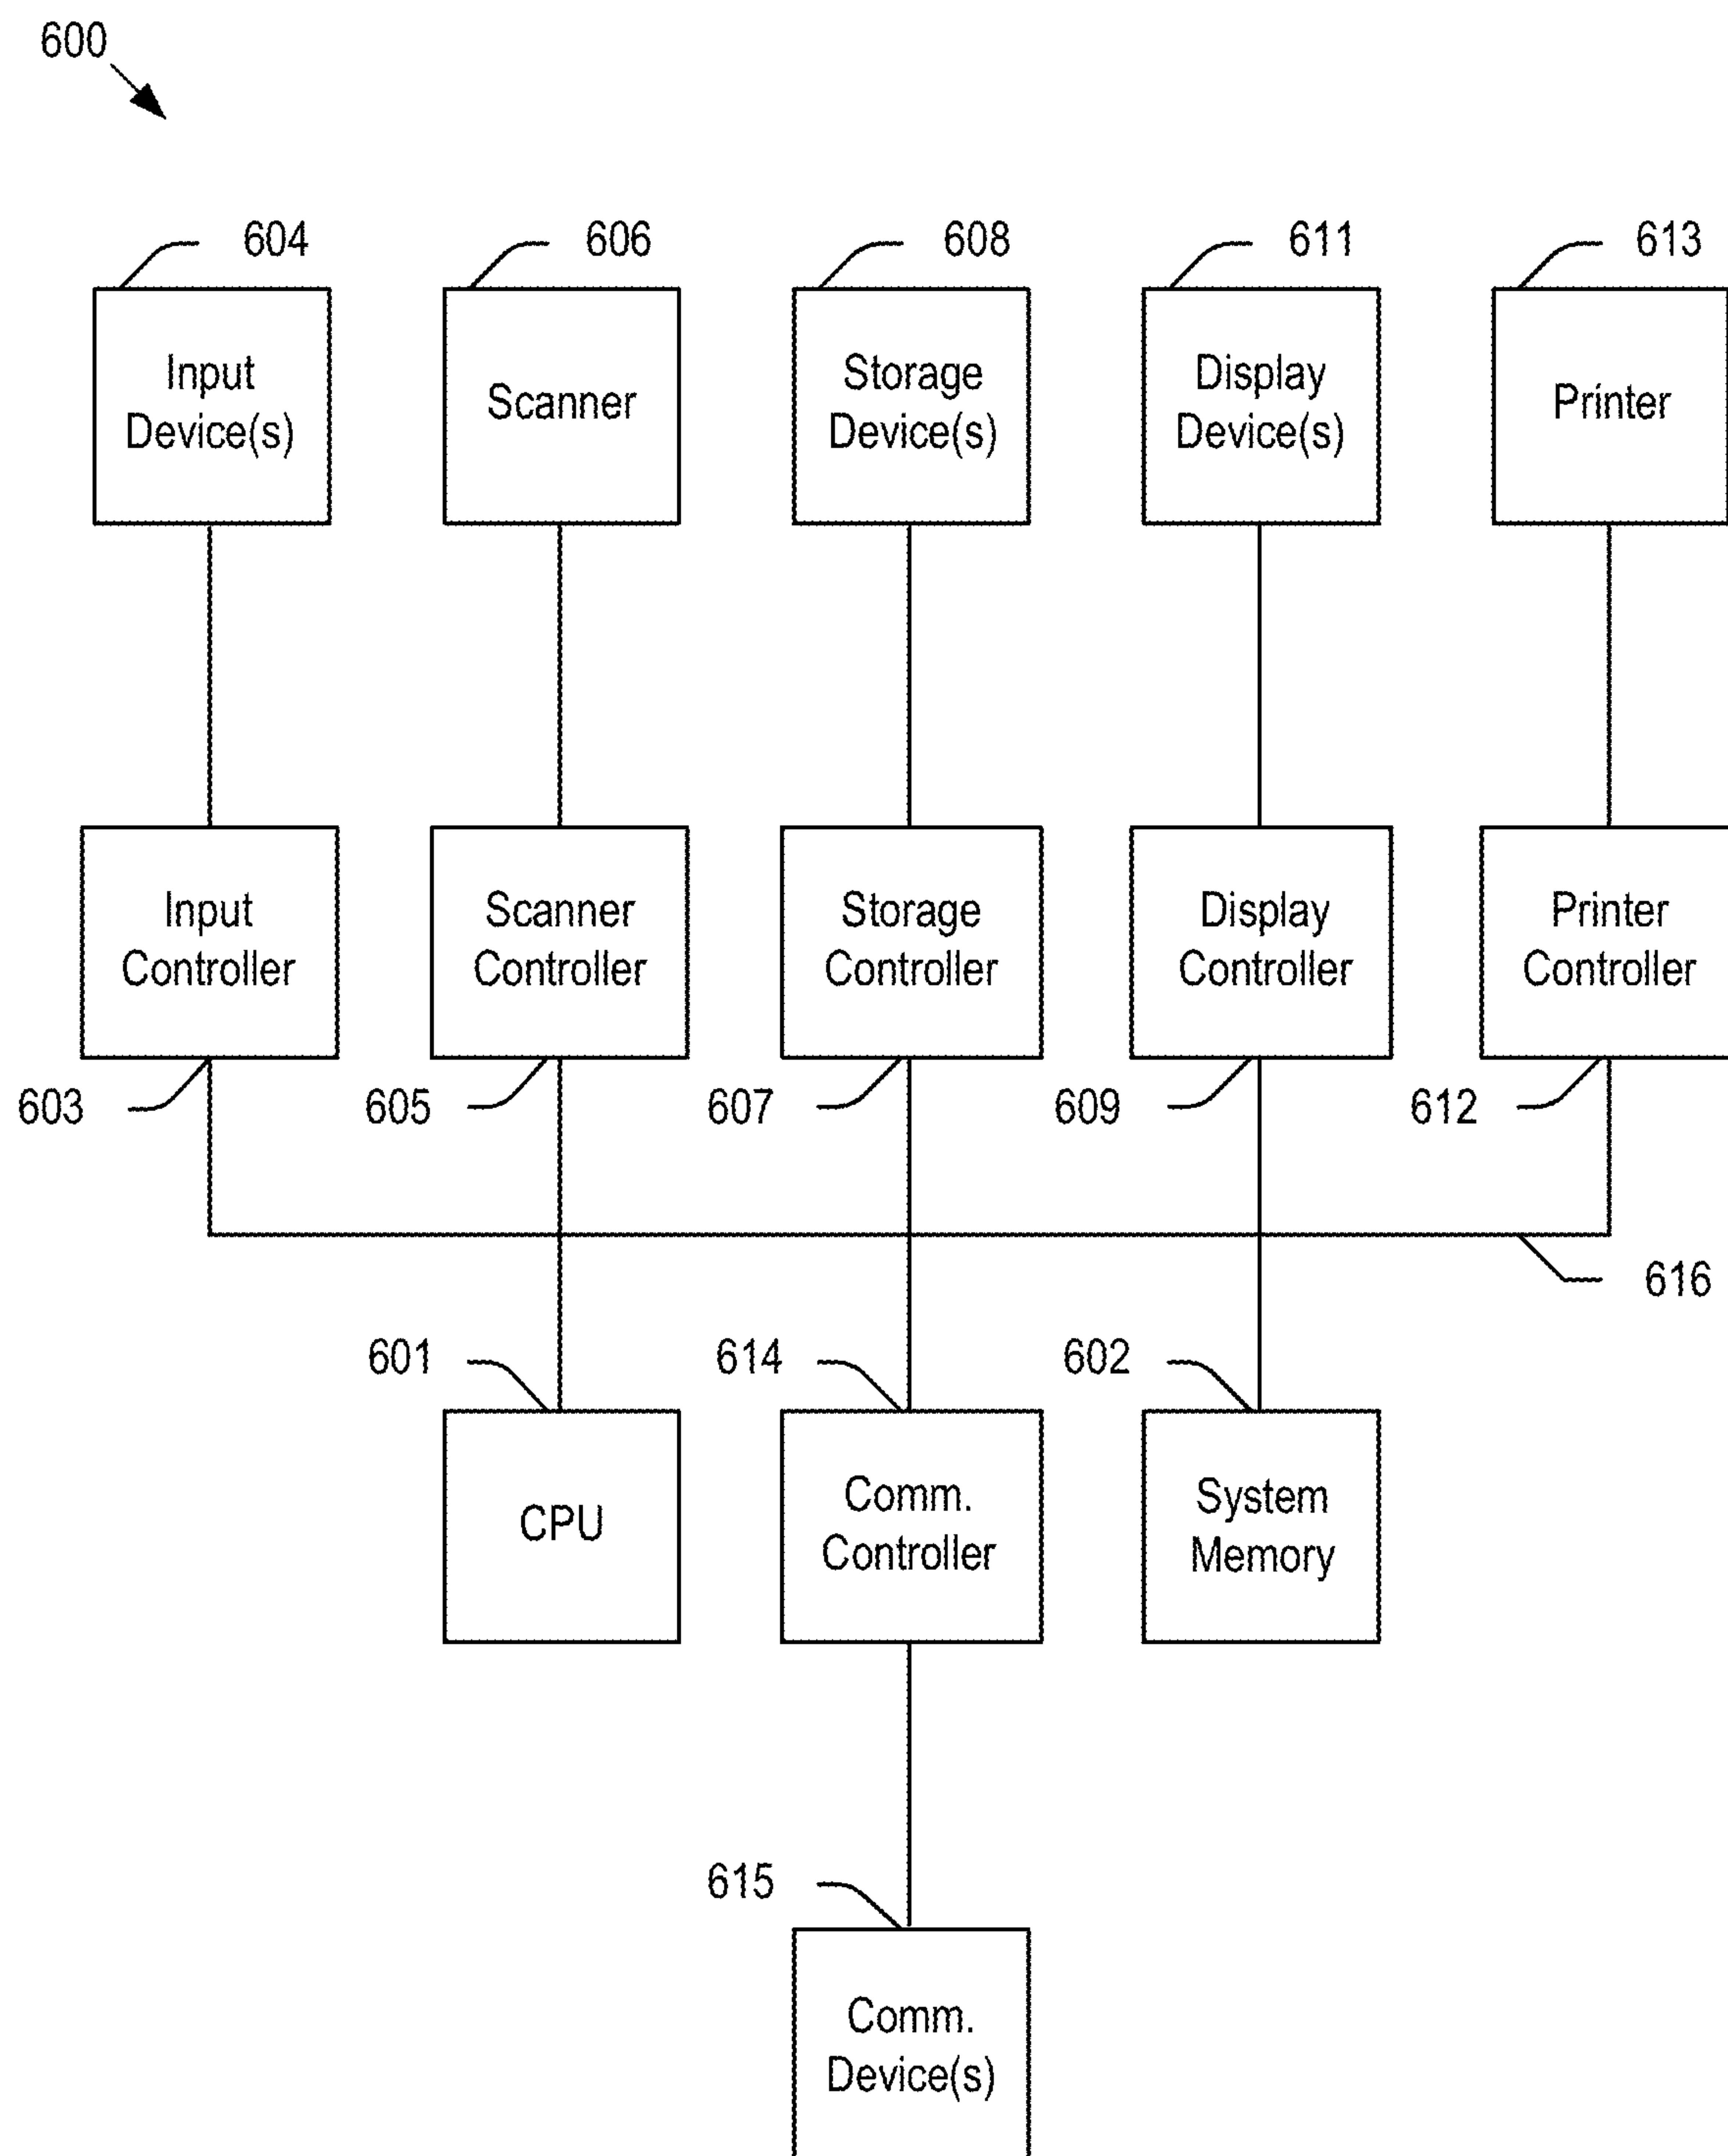 600
604
606
608
611
613
Input
Device(s)
Scanner
Storage
Device(s)
Display
Device(s)
Printer
Input
Controller
Scanner
Controller
Storage
Controller
Display
Controller
Printer
Controller
603
605
607
609
612
616
601
614
602
CPU
Comm.
Controller
System
Memory
615
Comm.
Device(s)